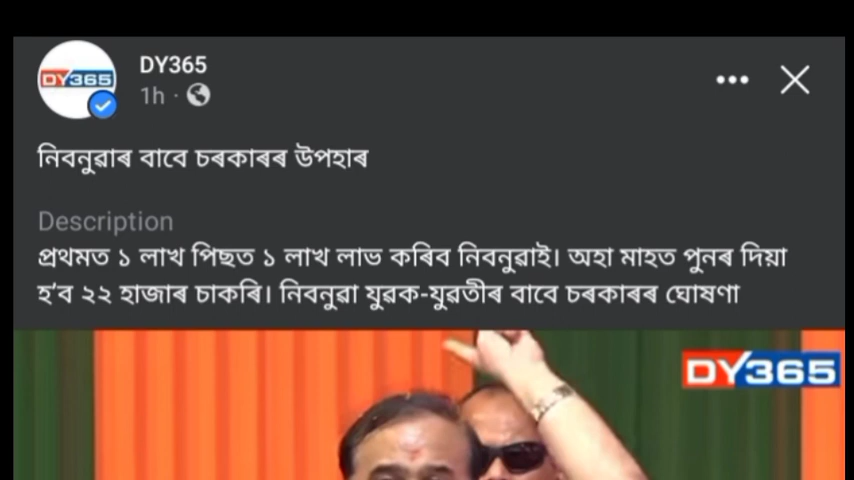 DY365
DY365
1h ·
নিবনুৱাৰ বাবে চৰকাৰৰ উপহাৰ
Description
প্ৰথমত ১ লাখ পিছত ১ লাখ লাভ কৰিব নিবনুৱাই। অহা মাহত পুনৰ দিয়া
হ'ব ২২ হাজাৰ চাকৰি। নিবনুৱা যুৱক-যুৱতীৰ বাবে চৰকাৰৰ ঘোষণা
DY365